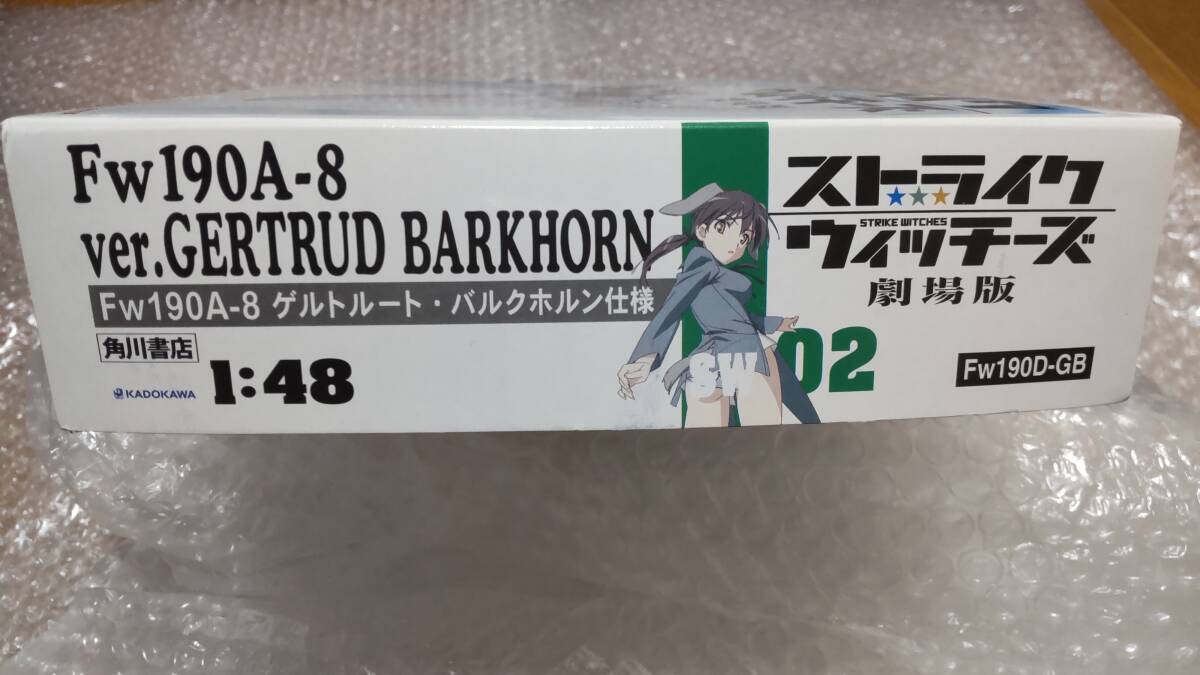 Fw190A-8
ver.GERTRUD BARKHORN
Fw190A-8 ゲルトルート・バルクホルン仕様
角川書店
KADOKAWA
1:48
ストライク
STRIKE WITCHES
ウィッチーズ
劇場版
02
Fw190D-GB